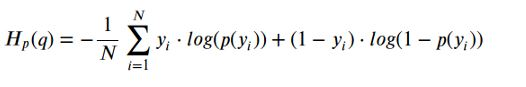 H_p(q) = -\frac{1}{N} \sum_{i=1}^{N} y_i \cdot log(p(y_i)) + (1 - y_i) \cdot log(1 - p(y_i))